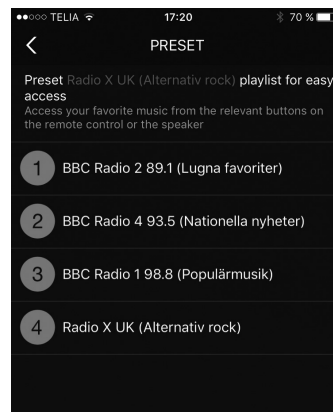 TELIA 17:20 70 %
PRESET
Preset Radio X UK (Alternativ rock) playlist for easy
access
Access your favorite music from the relevant buttons on
the remote control or the speaker
1 BBC Radio 2 89.1 (Lugna favoriter)
2 BBC Radio 4 93.5 (Nationella nyheter)
3 BBC Radio 1 98.8 (Populärmusik)
4 Radio X UK (Alternativ rock)